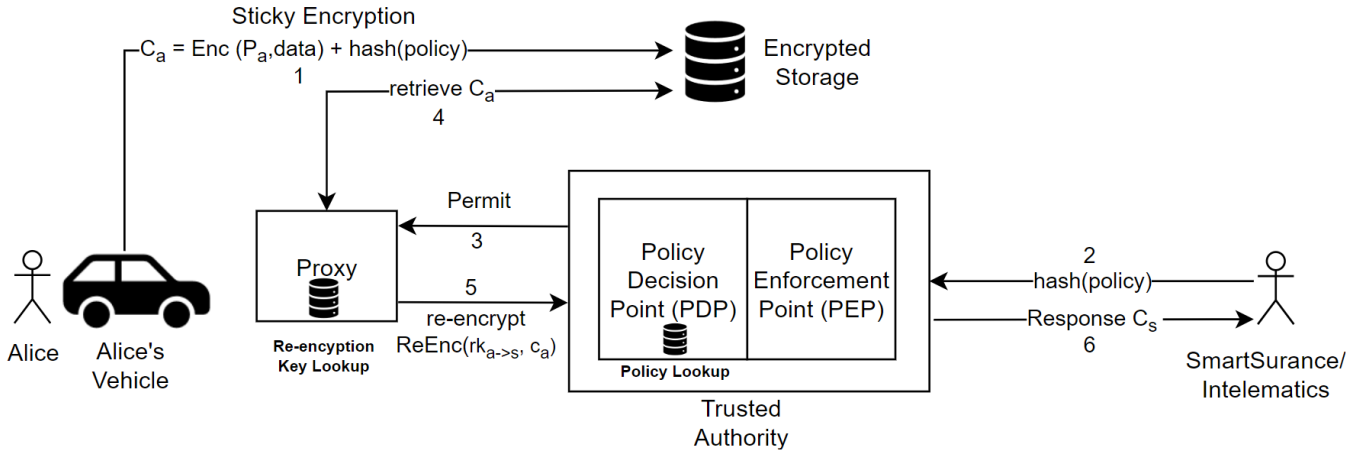 Sticky Encryption
Cₐ = Enc (Pₐ,data) + hash(policy)
1
Encrypted
Storage
retrieve Cₐ
4
Permit
3
Proxy
5
re-encrypt
ReEnc(rkₐ₋>ₛ, cₐ)
Re-encyption
Key Lookup
Policy
Decision
Point (PDP)
Policy Lookup
Policy
Enforcement
Point (PEP)
Trusted
Authority
2
hash(policy)
Response Cₛ
6
SmartSurance/
Intelematics
Alice
Alice's
Vehicle